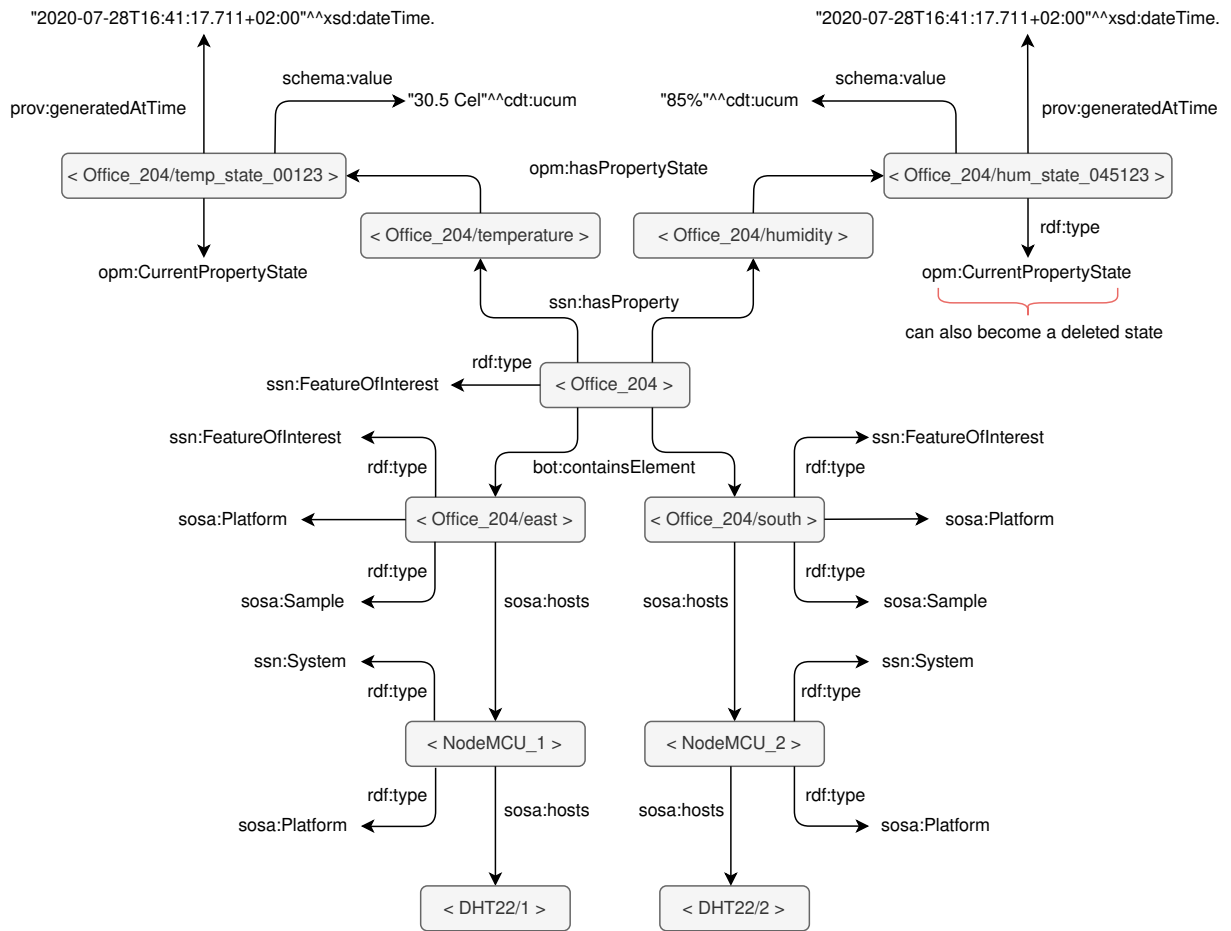 "2020-07-28T16:41:17.711+02:00"^^xsd:dateTime.
"2020-07-28T16:41:17.711+02:00"^^xsd:dateTime.
schema:value
schema:value
prov:generatedAtTime
"30.5 Cel"^^cdt:ucum
"85%"^^cdt:ucum
prov:generatedAtTime
< Office_204/temp_state_00123 >
opm:hasPropertyState
< Office_204/hum_state_045123 >
< Office_204/temperature >
< Office_204/humidity >
rdf:type
opm:CurrentPropertyState
opm:CurrentPropertyState
ssn:hasProperty
can also become a deleted state
rdf:type
ssn:FeatureOfInterest
< Office_204 >
ssn:FeatureOfInterest
ssn:FeatureOfInterest
rdf:type
bot:containsElement
rdf:type
sosa:Platform
< Office_204/east >
< Office_204/south >
sosa:Platform
rdf:type
rdf:type
sosa:Sample
sosa:hosts
sosa:hosts
sosa:Sample
ssn:System
ssn:System
rdf:type
rdf:type
< NodeMCU_1 >
< NodeMCU_2 >
rdf:type
rdf:type
sosa:Platform
sosa:hosts
sosa:hosts
sosa:Platform
< DHT22/1 >
< DHT22/2 >